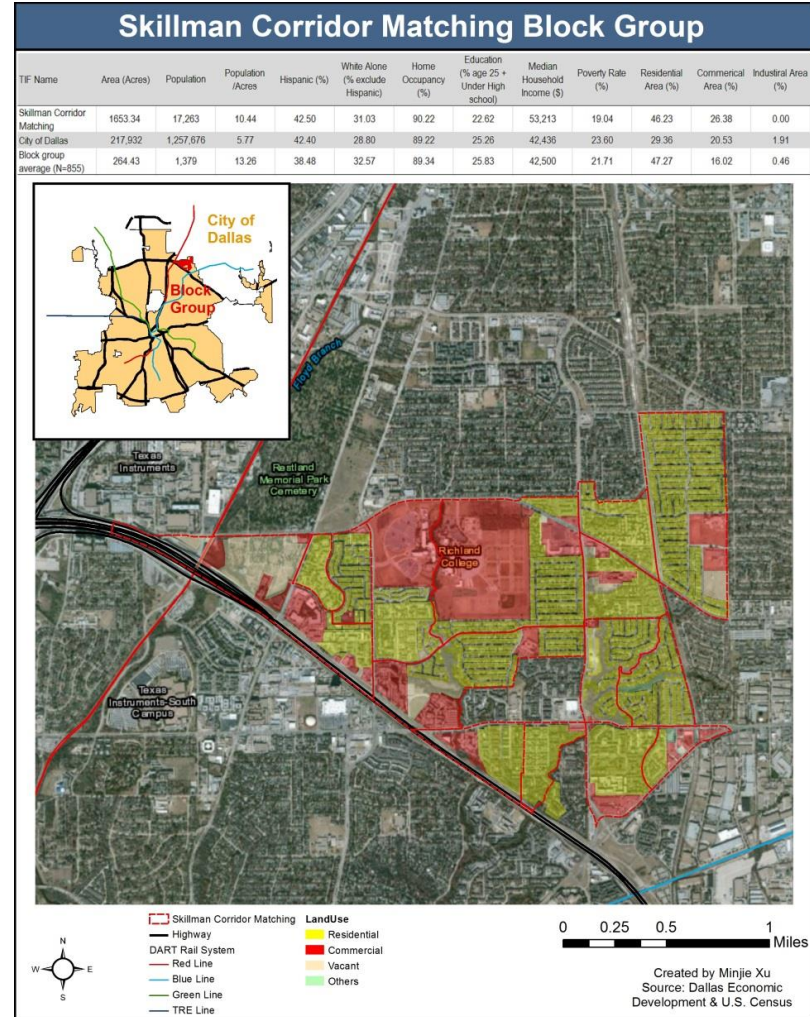 Skillman Corridor Matching Block Group
TIF Name Area (Acres) Population Population /Acres Hispanic (%) White Alone (% exclude Hispanic) Home Occupancy (%) Education (% age 25 + Under High school) Median Household Income ($) Poverty Rate (%) Residential Area (%) Commerical Area (%) Industiral Area (%)
Skillman Corridor Matching 1653.34 17,263 10.44 42.50 31.03 90.22 22.62 53,213 19.04 46.23 26.38 0.00
City of Dallas 217,932 1,257,676 5.77 42.40 28.80 89.22 25.26 42,436 23.60 29.36 20.53 1.91
Block group average (N=855) 264.43 1,379 13.26 38.48 32.57 89.34 25.83 42,500 21.71 47.27 16.02 0.46
City of
Dallas
Block
Group
Floyd Branch
Texas
Instruments
Restland
Memorial Park
Cemetery
Richland
College
Texas
Instruments-South
Campus
Skillman Corridor Matching
Highway
DART Rail System
Red Line
Blue Line
Green Line
TRE Line
LandUse
Residential
Commercial
Vacant
Others
N
W E
S
0 0.25 0.5 1
Miles
Created by Minjie Xu
Source: Dallas Economic
Development & U.S. Census